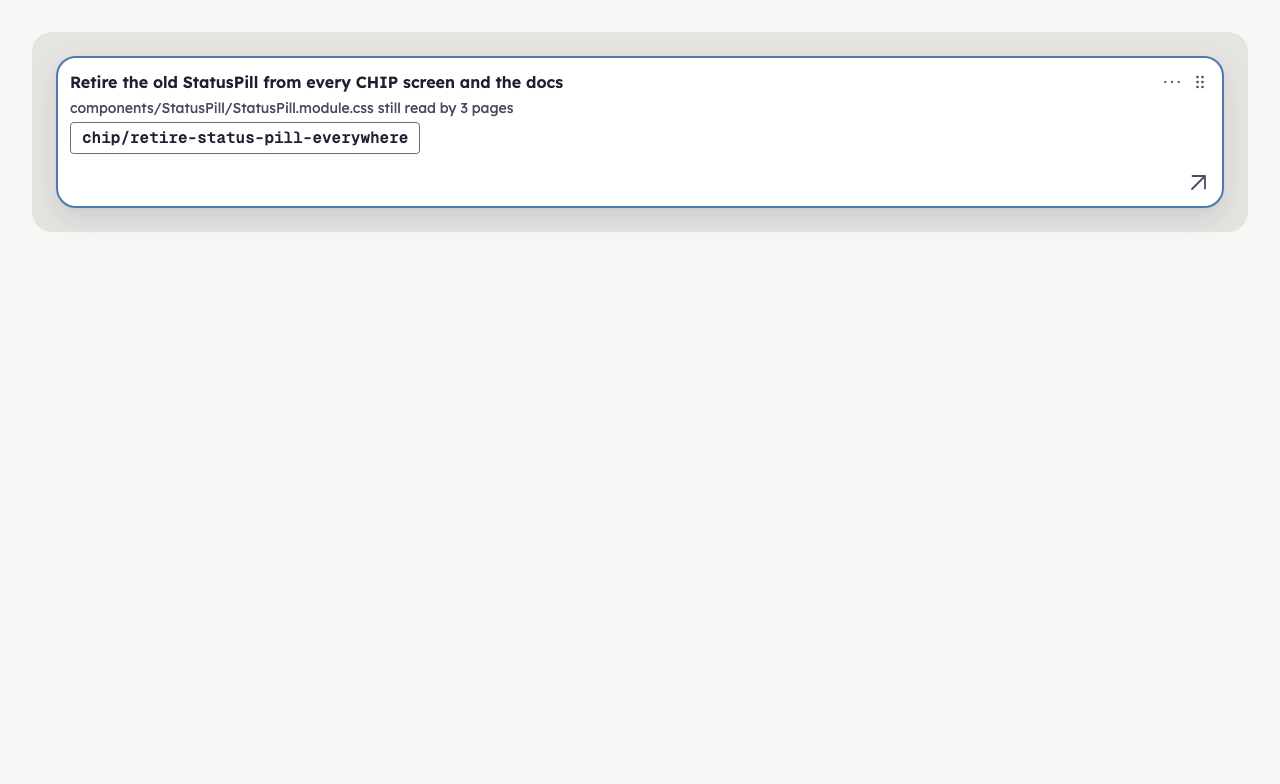 Retire the old StatusPill from every CHIP screen and the docs
components/StatusPill/StatusPill.module.css still read by 3 pages
chip/retire-status-pill-everywhere